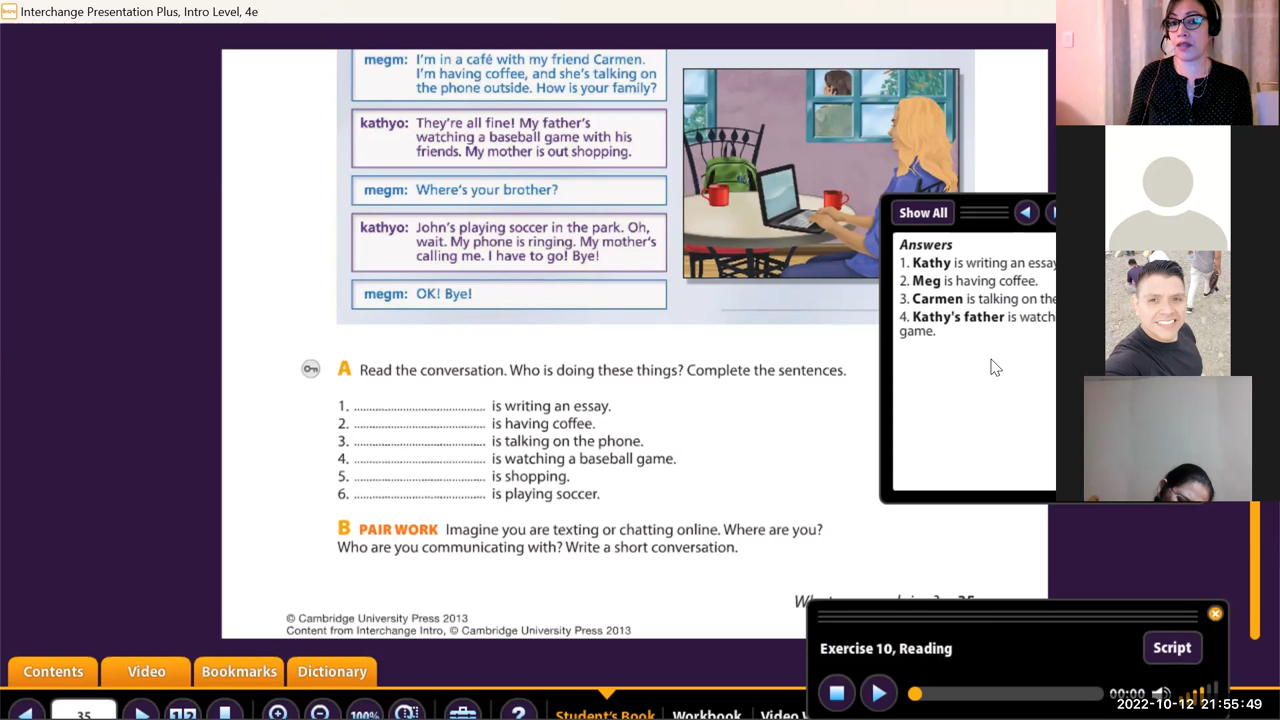 Interchange Presentation Plus, Intro Level, 4e
megm: I'm in a café with my friend Carmen.
I'm having coffee, and she's talking on
the phone outside. How is your family?
kathyo: They're all fine! My father's
watching a baseball game with his
friends. My mother is out shopping.
megm: Where's your brother?
kathyo: John's playing soccer in the park. Oh,
wait. My phone is ringing. My mother's
calling me. I have to go! Bye!
megm: OK! Bye!
Show All
Answers
1. Kathy is writing an essay
2. Meg is having coffee.
3. Carmen is talking on the
4. Kathy's father is watch
game.
A Read the conversation. Who is doing these things? Complete the sentences.
1. ........................................ is writing an essay.
2. ........................................ is having coffee.
3. ........................................ is talking on the phone.
4. ........................................ is watching a baseball game.
5. ........................................ is shopping.
6. ........................................ is playing soccer.
B PAIR WORK Imagine you are texting or chatting online. Where are you?
Who are you communicating with? Write a short conversation.
35
© Cambridge University Press 2013
Content from Interchange Intro, © Cambridge University Press 2013
Exercise 10, Reading
Script
00:00
Contents Video Bookmarks Dictionary
35
100%
?
Student's Book Workbook Video
2022-10-12 21:55:49